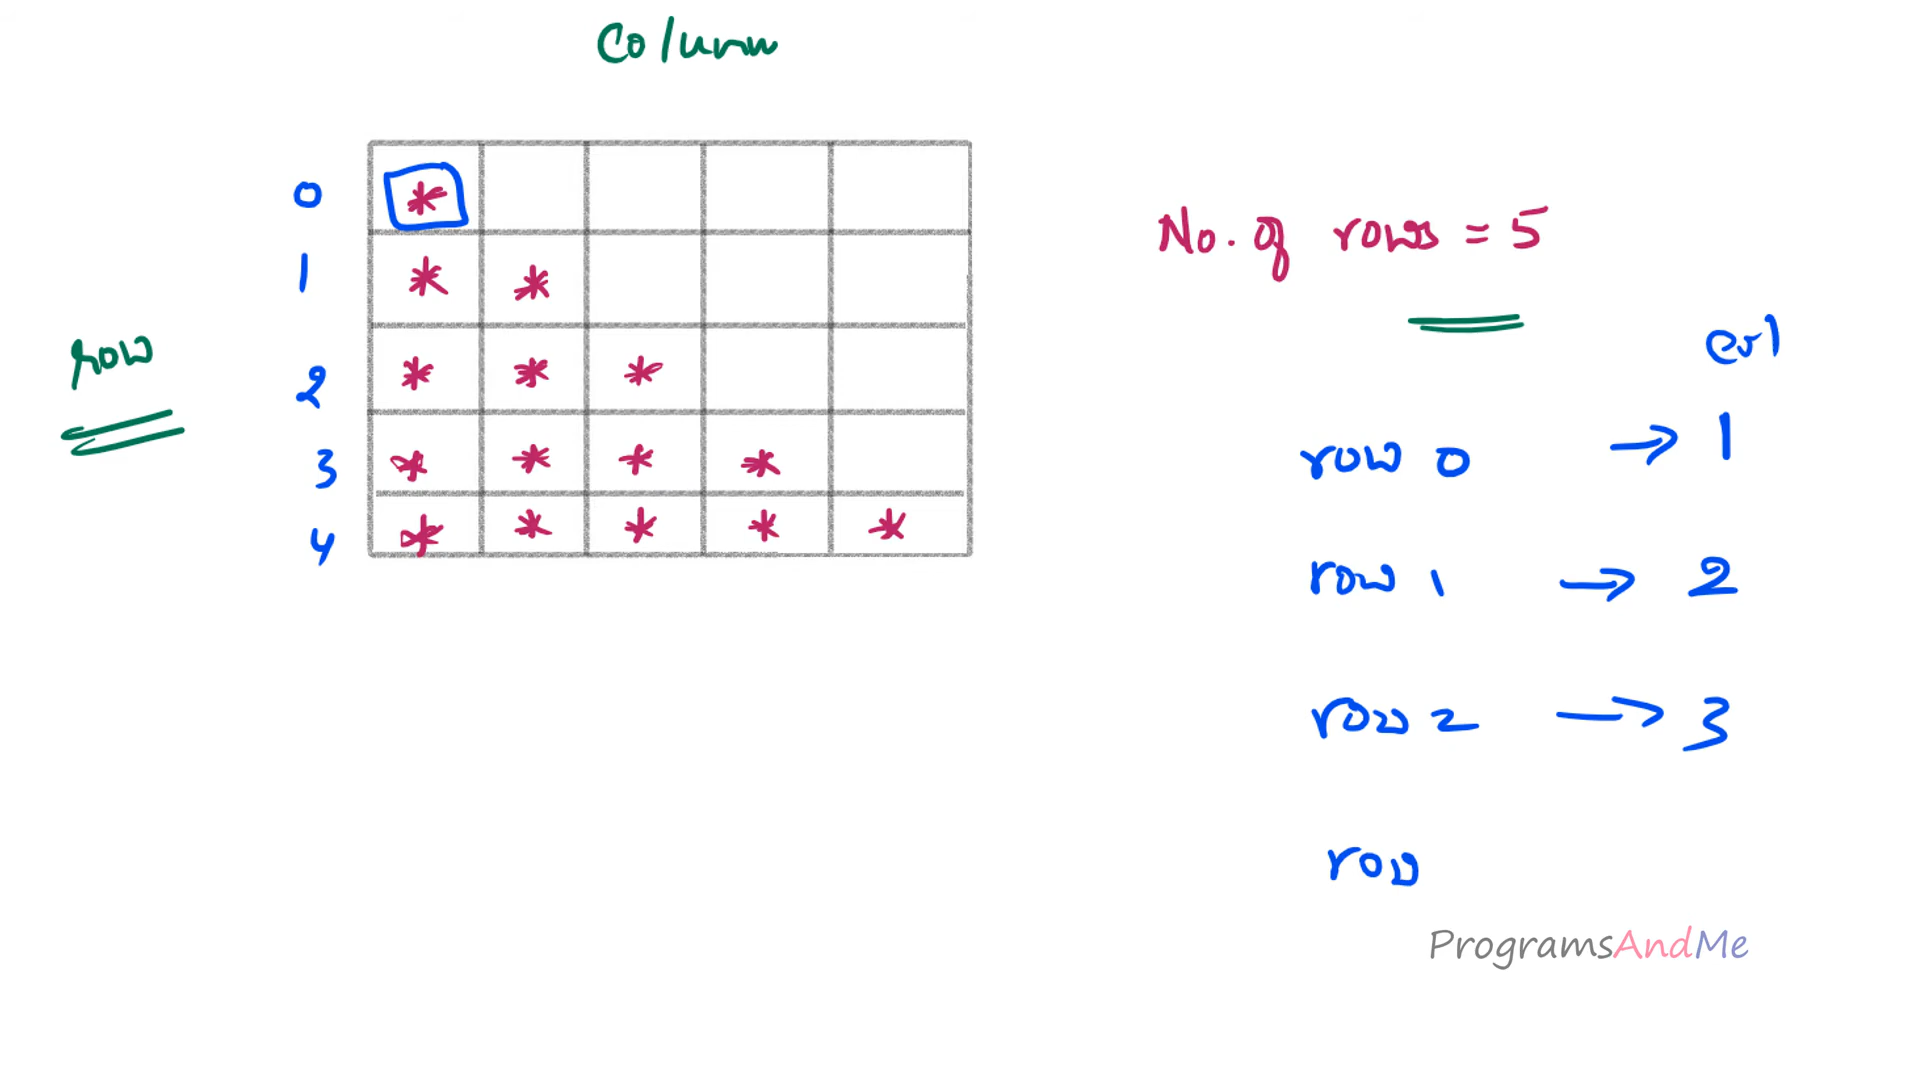 Column
row
0 *
1 * *
2 * * *
3 * * * *
4 * * * * *
No. of rows = 5
col
row 0 → 1
row 1 → 2
row 2 → 3
row
ProgramsAndMe